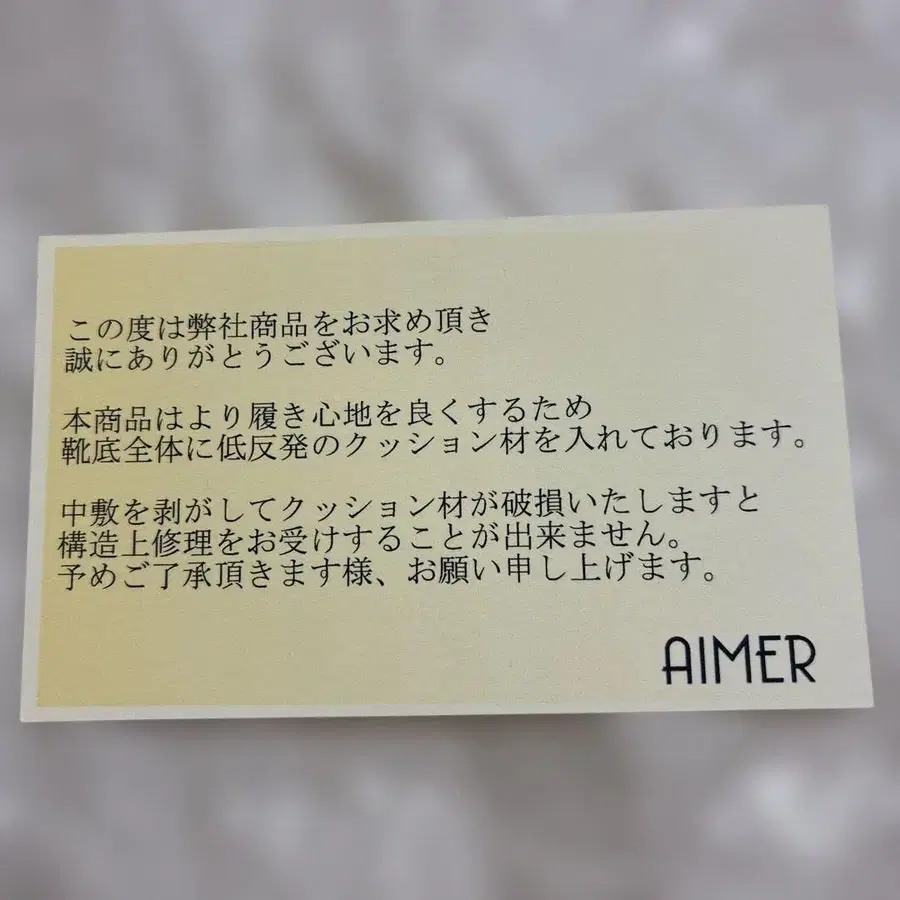 この度は弊社商品をお求め頂き
誠にありがとうございます。
本商品はより履き心地を良くするため
靴底全体に低反発のクッション材を入れております。
中敷を剥がしてクッション材が破損いたしますと
構造上修理をお受けすることが出来ません。
予めご了承頂きます様、お願い申し上げます。
AIMER